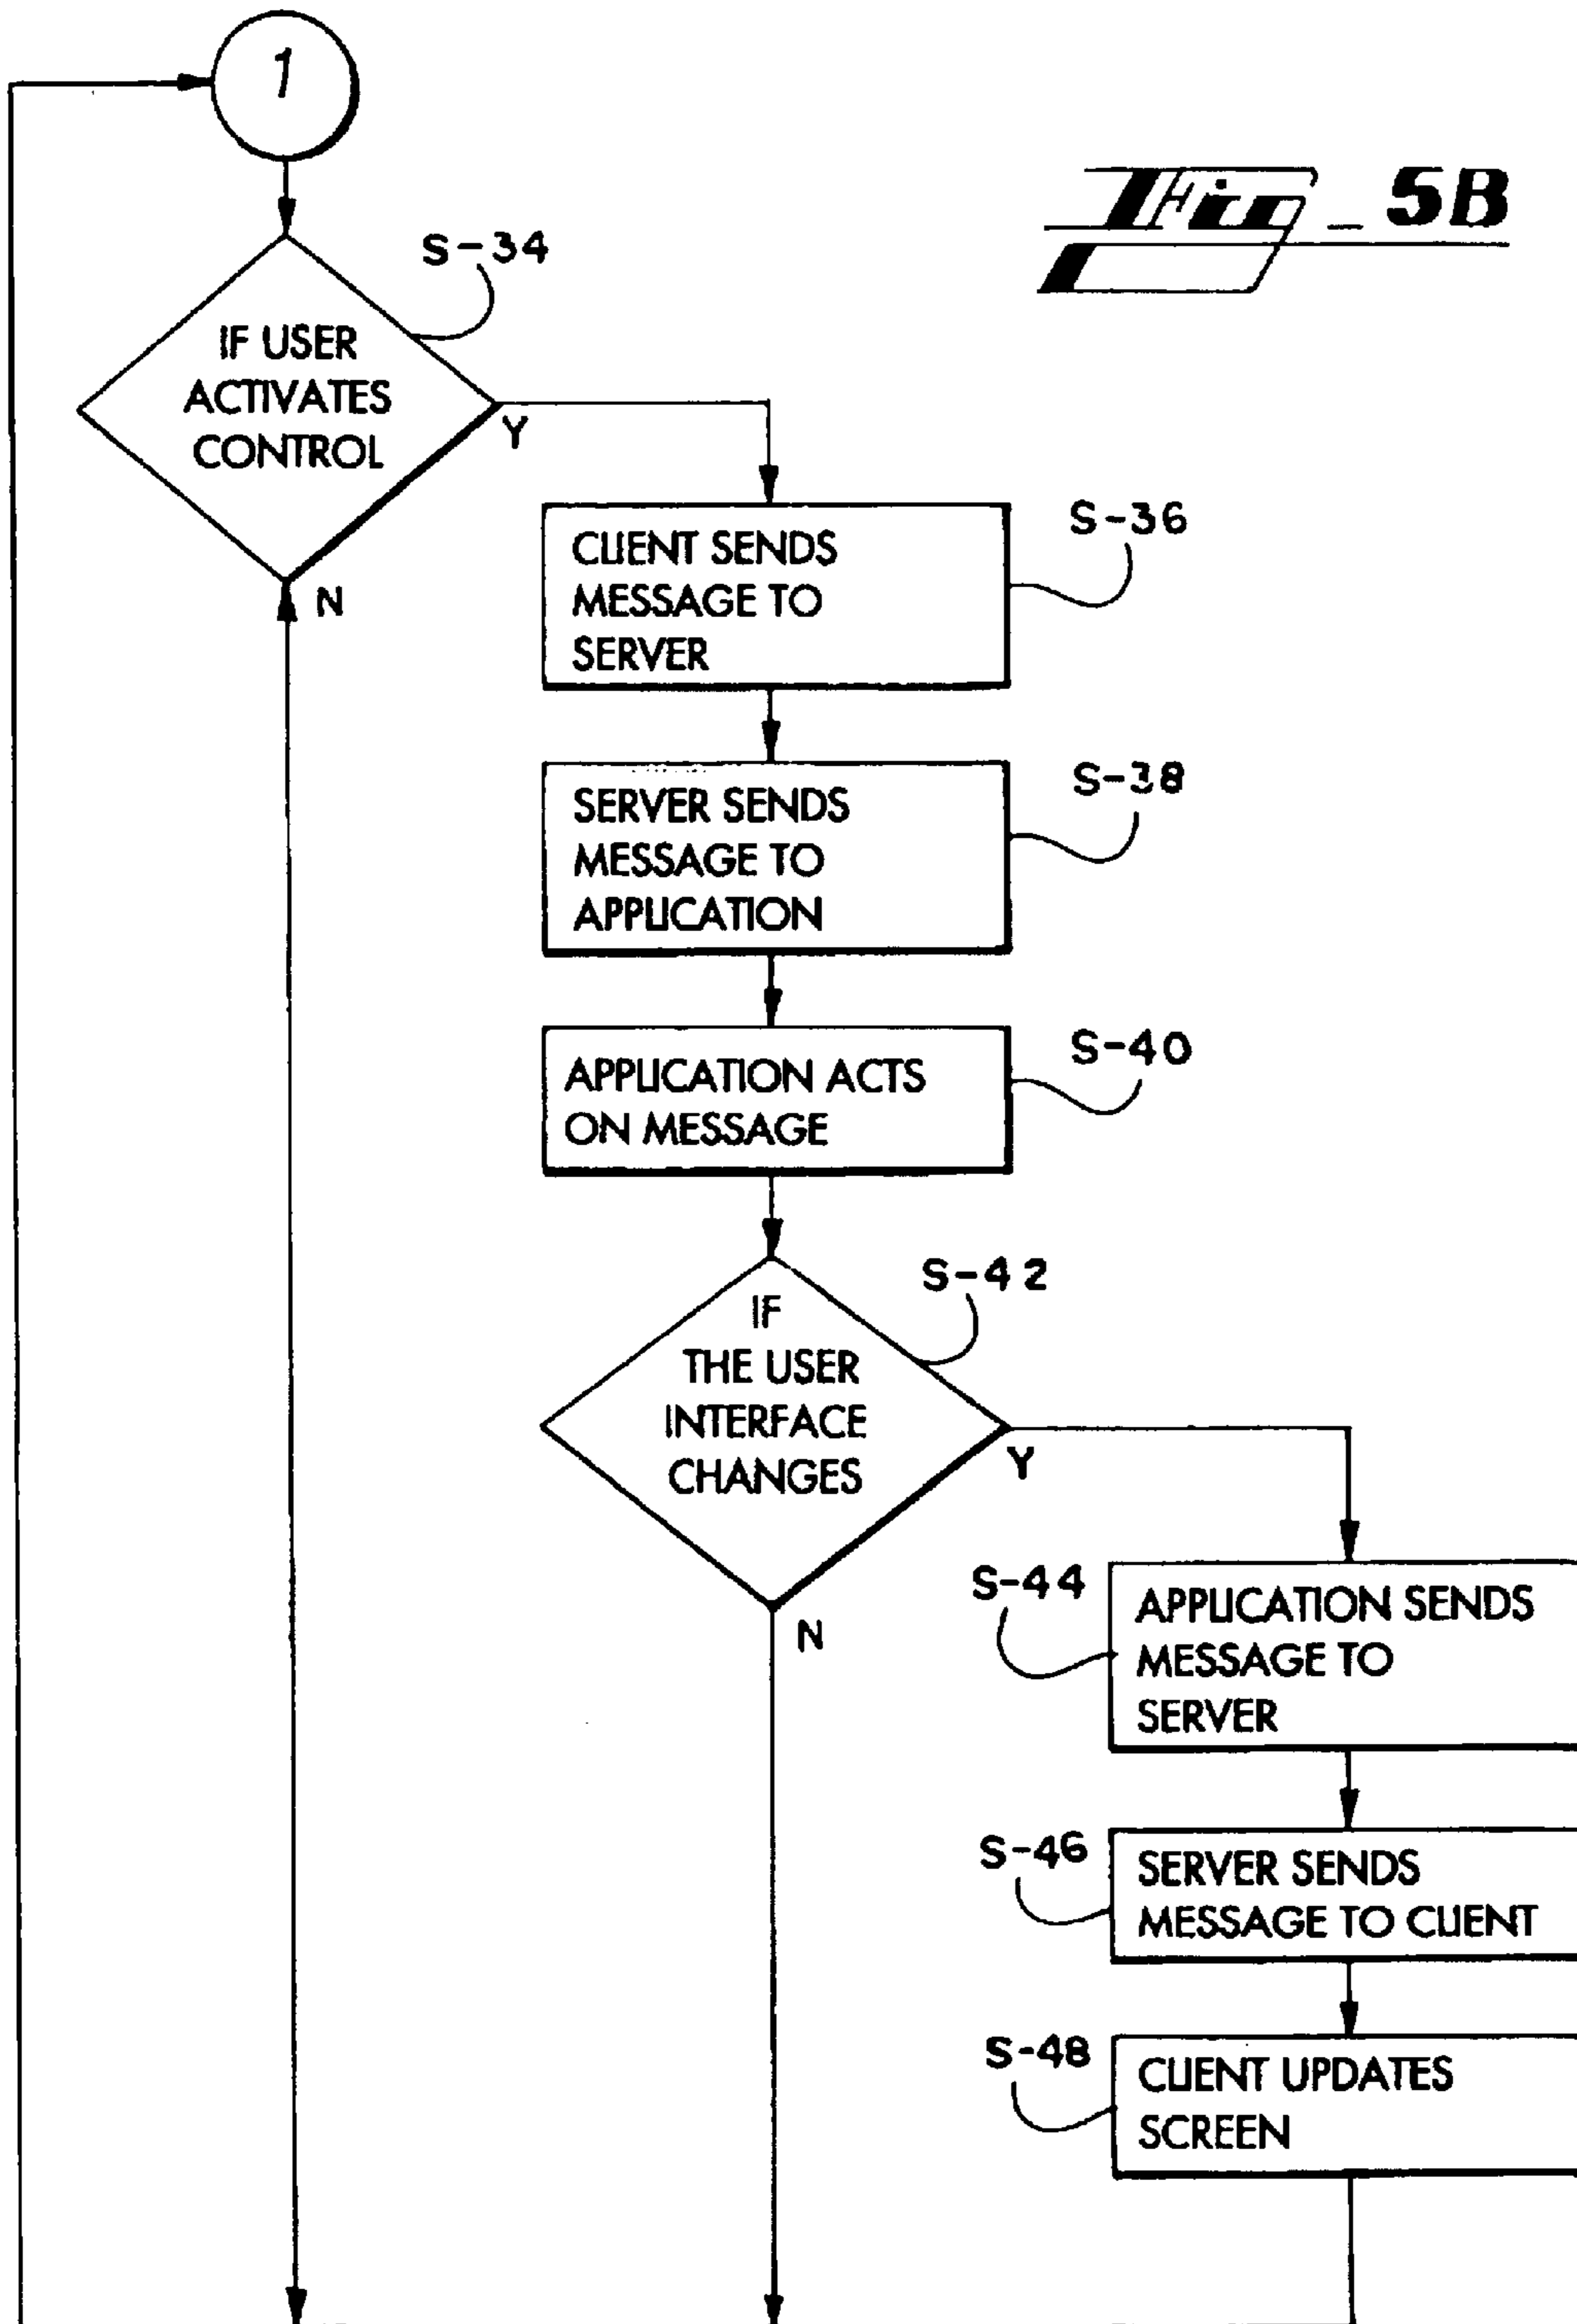 1
Fig_5B
S-34
IF USER
ACTIVATES
CONTROL
Y
N
S-36
CLIENT SENDS
MESSAGE TO
SERVER
S-38
SERVER SENDS
MESSAGE TO
APPLICATION
S-40
APPLICATION ACTS
ON MESSAGE
S-42
IF
THE USER
INTERFACE
CHANGES
Y
N
S-44
APPLICATION SENDS
MESSAGE TO
SERVER
S-46
SERVER SENDS
MESSAGE TO CLIENT
S-48
CLIENT UPDATES
SCREEN